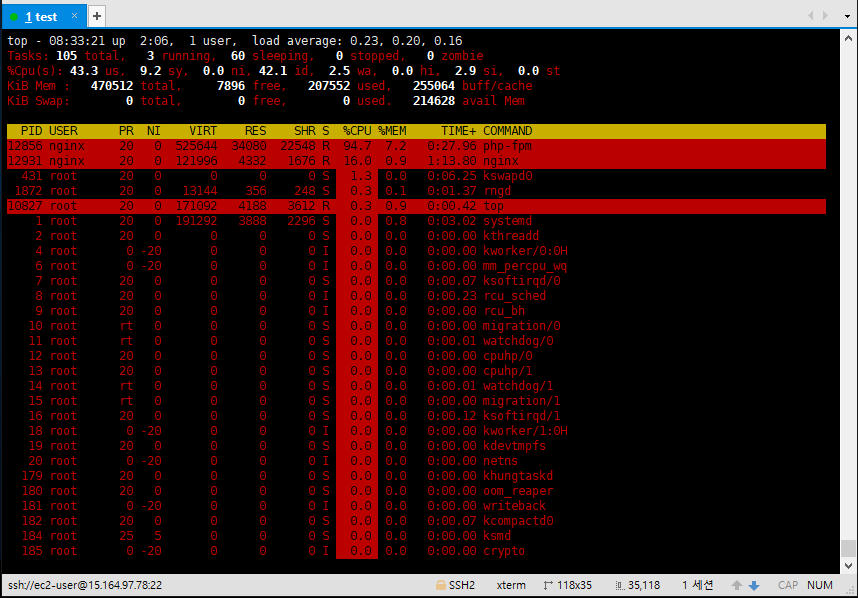 1 test × +
top - 08:33:21 up  2:06,  1 user,  load average: 0.23, 0.20, 0.16
Tasks: 105 total,   3 running,  60 sleeping,   0 stopped,   0 zombie
%Cpu(s): 43.3 us,  9.2 sy,  0.0 ni, 42.1 id,  2.5 wa,  0.0 hi,  2.9 si,  0.0 st
KiB Mem :   470512 total,     7896 free,   207552 used,   255064 buff/cache
KiB Swap:        0 total,        0 free,        0 used.   214628 avail Mem
PID USER      PR  NI    VIRT    RES    SHR S  %CPU %MEM     TIME+ COMMAND
12856 nginx     20   0  525644  34080  22548 R  94.7  7.2   0:27.96 php-fpm
12931 nginx     20   0  121996   4332   1676 R  16.0  0.9   1:13.80 nginx
431 root      20   0       0      0      0 S   1.3  0.0   0:06.25 kswapd0
1872 root      20   0   13144    356    248 S   0.3  0.1   0:01.37 rngd
10827 root      20   0  171092   4188   3612 R   0.3  0.9   0:00.42 top
1 root      20   0  191292   3888   2296 S   0.0  0.8   0:03.02 systemd
2 root      20   0       0      0      0 S   0.0  0.0   0:00.00 kthreadd
4 root       0 -20       0      0      0 I   0.0  0.0   0:00.00 kworker/0:0H
6 root       0 -20       0      0      0 I   0.0  0.0   0:00.00 mm_percpu_wq
7 root      20   0       0      0      0 S   0.0  0.0   0:00.07 ksoftirqd/0
8 root      20   0       0      0      0 I   0.0  0.0   0:00.23 rcu_sched
9 root      20   0       0      0      0 I   0.0  0.0   0:00.00 rcu_bh
10 root      rt   0       0      0      0 S   0.0  0.0   0:00.00 migration/0
11 root      rt   0       0      0      0 S   0.0  0.0   0:00.01 watchdog/0
12 root      20   0       0      0      0 S   0.0  0.0   0:00.00 cpuhp/0
13 root      20   0       0      0      0 S   0.0  0.0   0:00.00 cpuhp/1
14 root      rt   0       0      0      0 S   0.0  0.0   0:00.01 watchdog/1
15 root      rt   0       0      0      0 S   0.0  0.0   0:00.00 migration/1
16 root      20   0       0      0      0 S   0.0  0.0   0:00.12 ksoftirqd/1
18 root       0 -20       0      0      0 I   0.0  0.0   0:00.00 kworker/1:0H
19 root      20   0       0      0      0 S   0.0  0.0   0:00.00 kdevtmpfs
20 root       0 -20       0      0      0 I   0.0  0.0   0:00.00 netns
179 root      20   0       0      0      0 S   0.0  0.0   0:00.00 khungtaskd
180 root      20   0       0      0      0 S   0.0  0.0   0:00.00 oom_reaper
181 root       0 -20       0      0      0 I   0.0  0.0   0:00.00 writeback
182 root      20   0       0      0      0 S   0.0  0.0   0:00.07 kcompactd0
184 root      25   5       0      0      0 S   0.0  0.0   0:00.00 ksmd
185 root       0 -20       0      0      0 I   0.0  0.0   0:00.00 crypto
ssh://ec2-user@15.164.97.78:22 SSH2 xterm 118x35 35,118 1 세션 CAP NUM